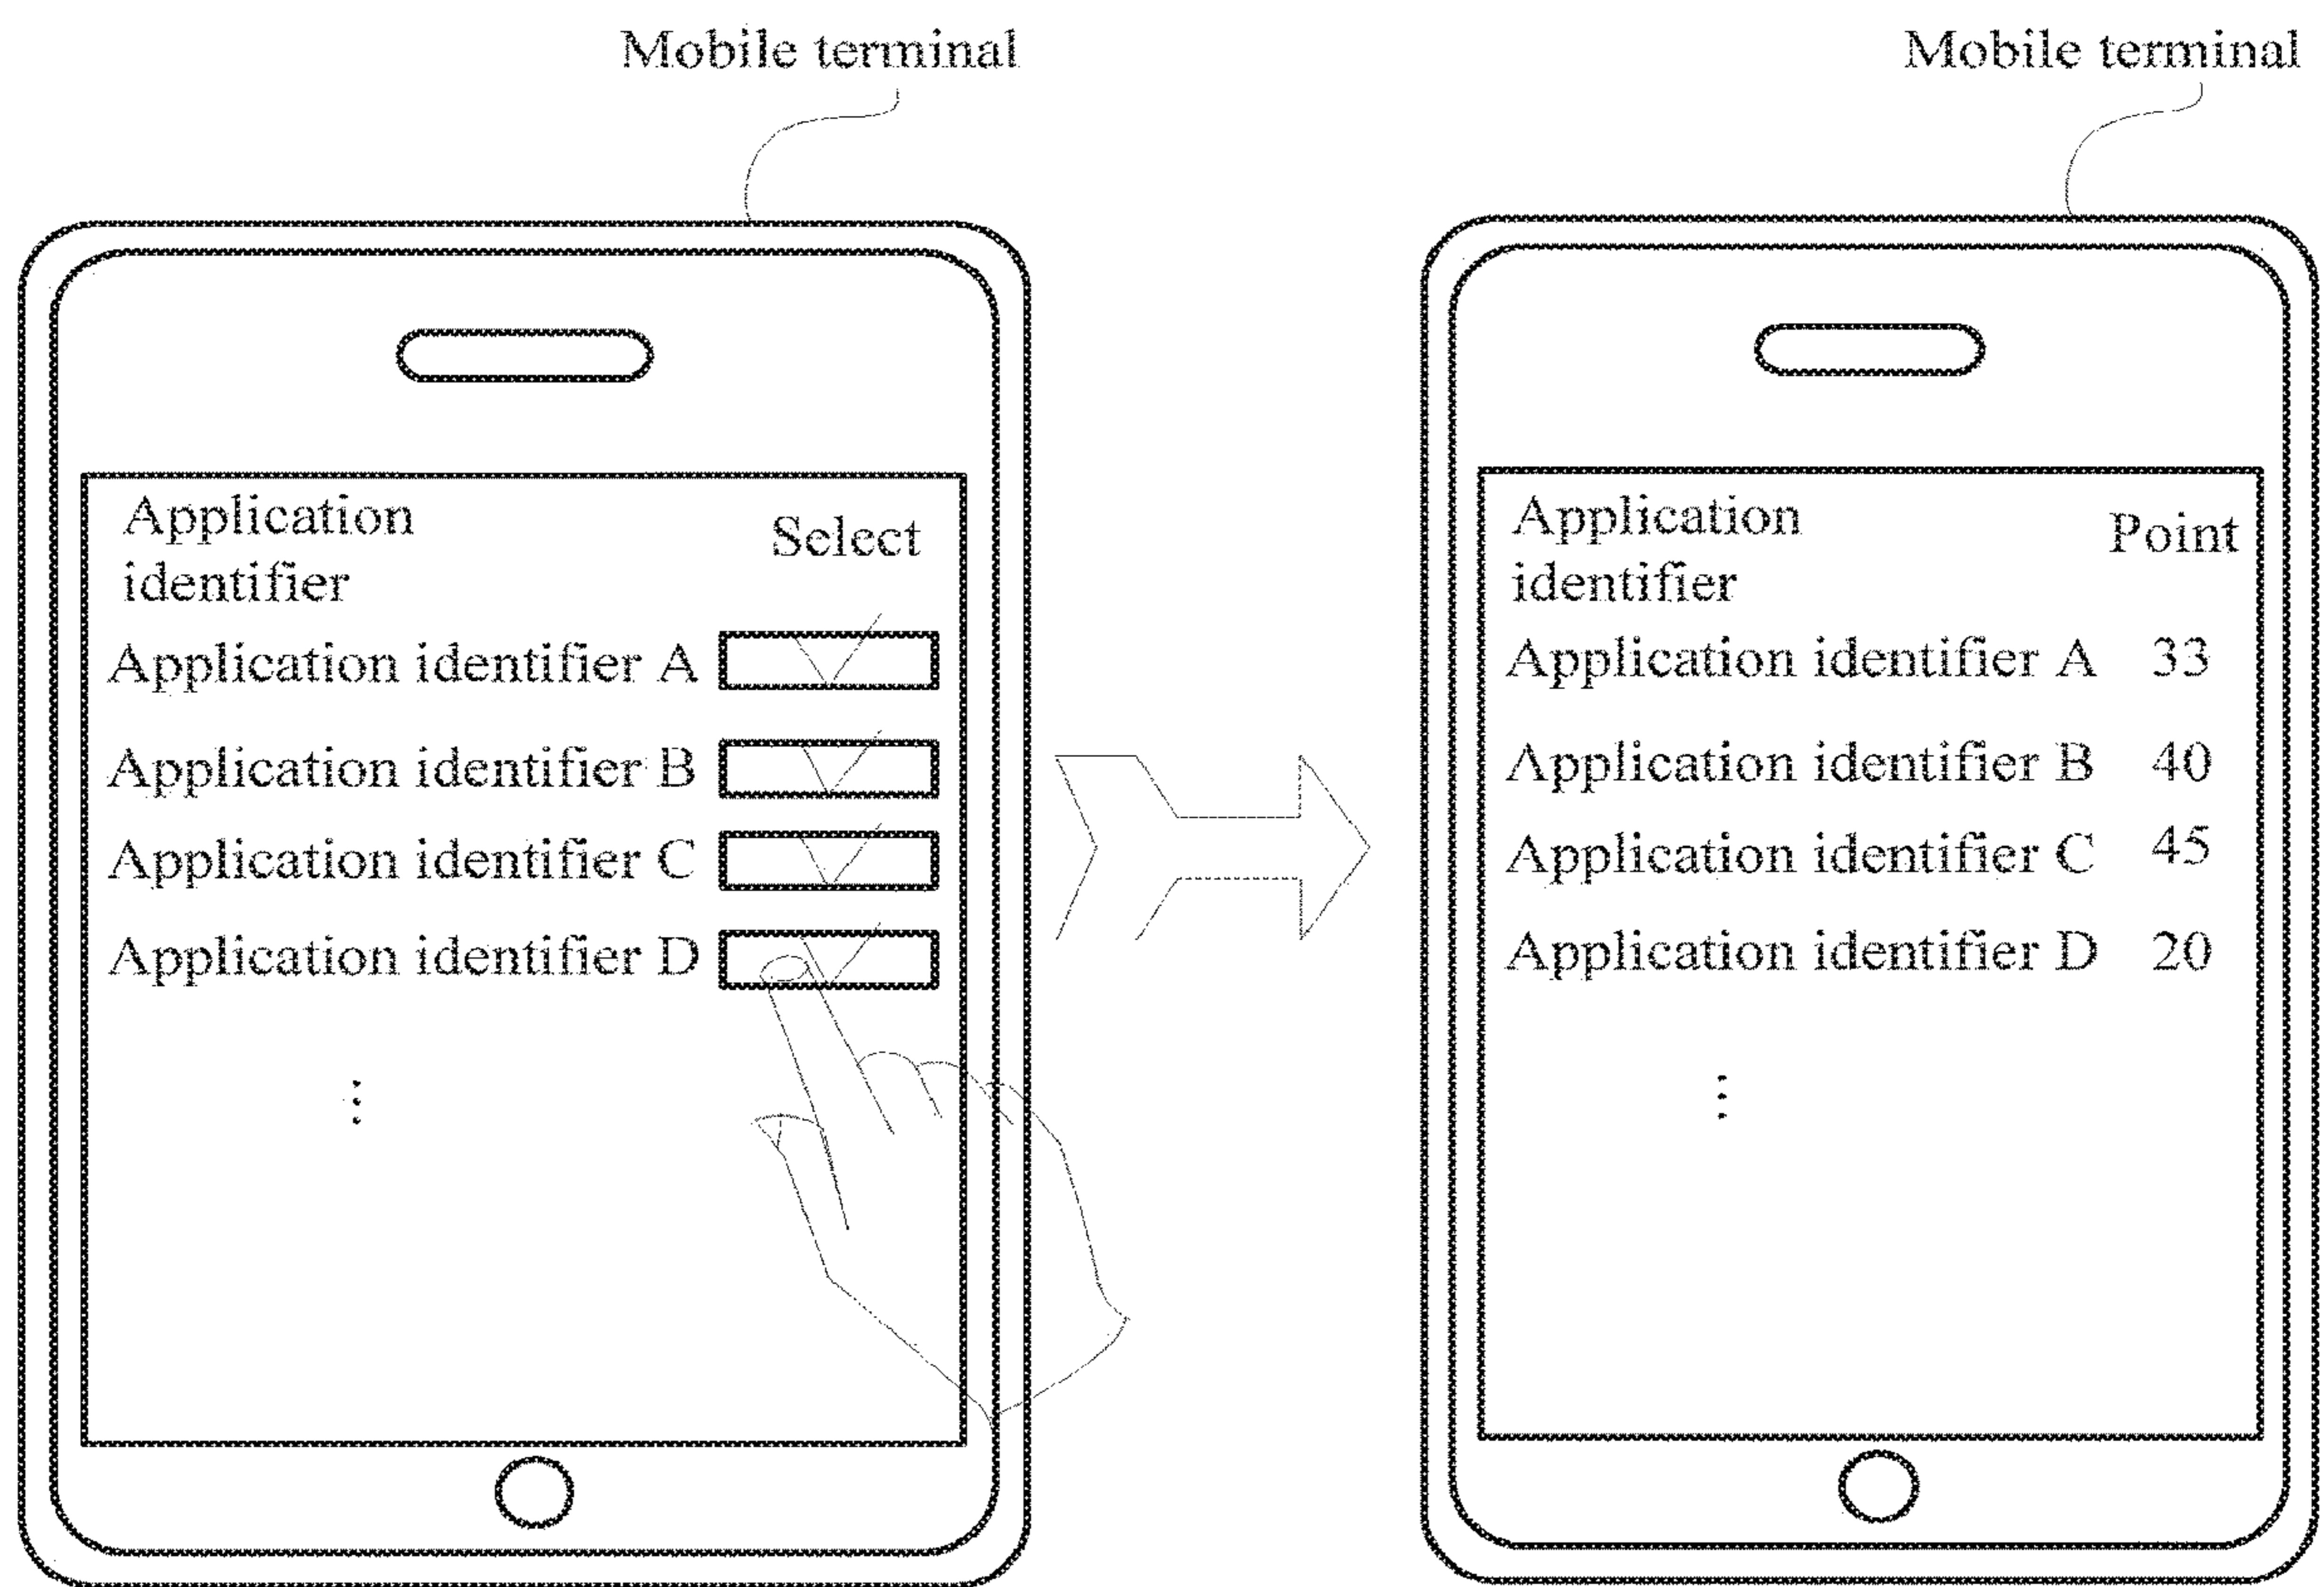 Mobile terminal
Application
identifier
Select
Application identifier A
Application identifier B
Application identifier C
Application identifier D
⋮
Mobile terminal
Application
identifier
Point
Application identifier A 33
Application identifier B 40
Application identifier C 45
Application identifier D 20
⋮